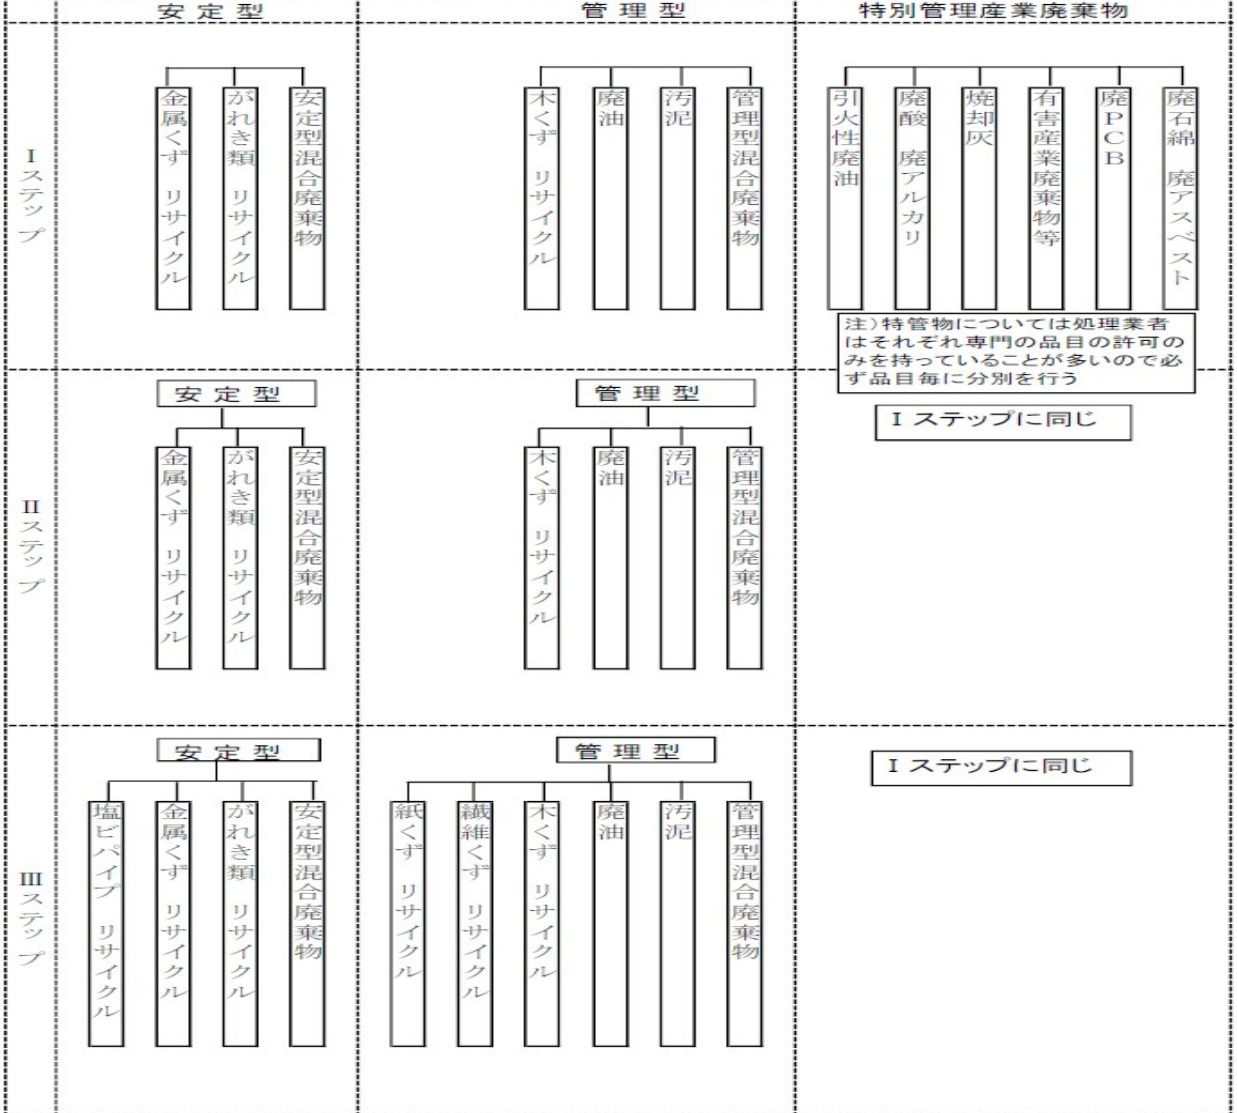 安定型
管理型
特別管理産業廃棄物
Ⅰステップ
金属くず リサイクル
がれき類 リサイクル
安定型混合廃棄物
木くず リサイクル
廃油
汚泥
管理型混合廃棄物
引火性廃油
廃酸 廃アルカリ
焼却灰
有害産業廃棄物等
廃PCB
廃石綿 廃アスベスト
注)特管物については処理業者
はそれぞれ専門の品目の許可の
みを持っていることが多いので必
ず品目毎に分別を行う
Ⅱステップ
安定型
金属くず リサイクル
がれき類 リサイクル
安定型混合廃棄物
管理型
木くず リサイクル
廃油
汚泥
管理型混合廃棄物
Ⅰステップに同じ
Ⅲステップ
安定型
塩ビパイプ リサイクル
金属くず リサイクル
がれき類 リサイクル
安定型混合廃棄物
管理型
紙くず リサイクル
繊維くず リサイクル
木くず リサイクル
廃油
汚泥
管理型混合廃棄物
Ⅰステップに同じ